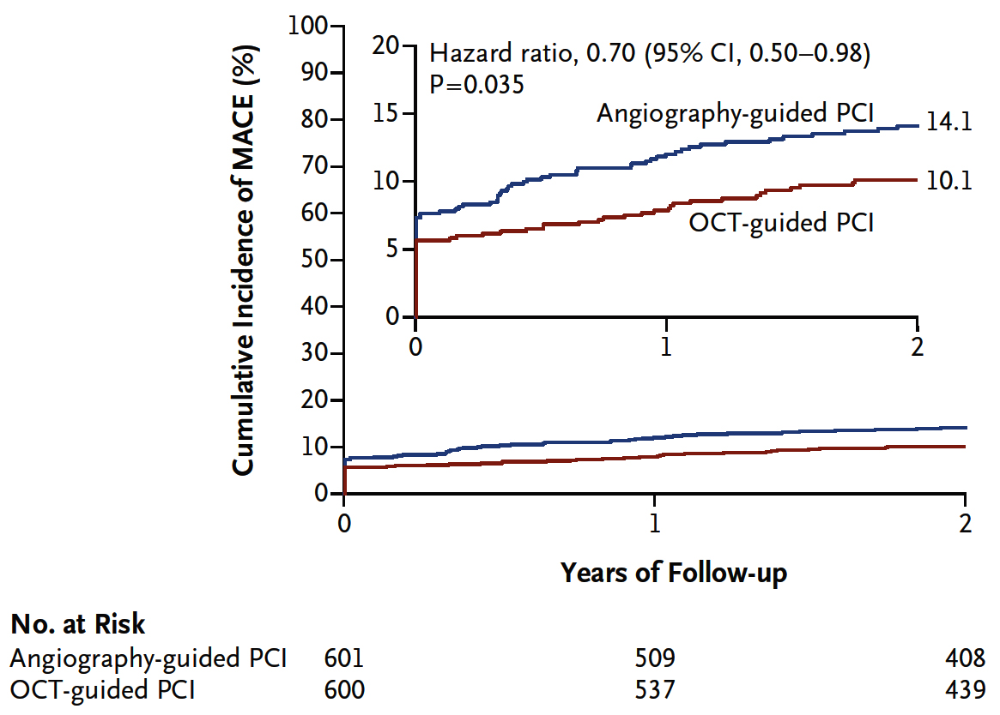 Cumulative Incidence of MACE (%)
100
90
80
70
60
50
40
30
20
10
0
20
15
10
5
0
Hazard ratio, 0.70 (95% CI, 0.50–0.98)
P=0.035
Angiography-guided PCI
14.1
10.1
OCT-guided PCI
0 1 2
0 1 2
Years of Follow-up
No. at Risk
Angiography-guided PCI 601 509 408
OCT-guided PCI 600 537 439